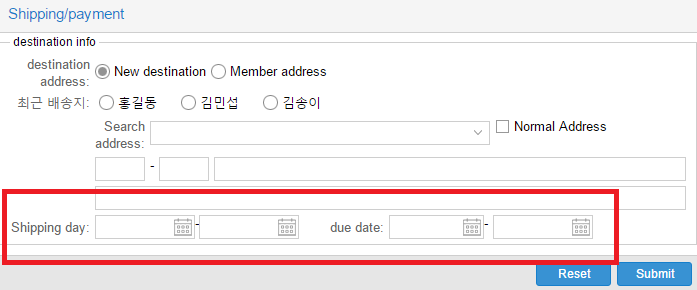 Shipping/payment
destination info
destination address: New destination Member address
최근 배송지: 홍길동 김민섭 김송이
Search address: Normal Address
-
Shipping day: - due date: -
Reset Submit